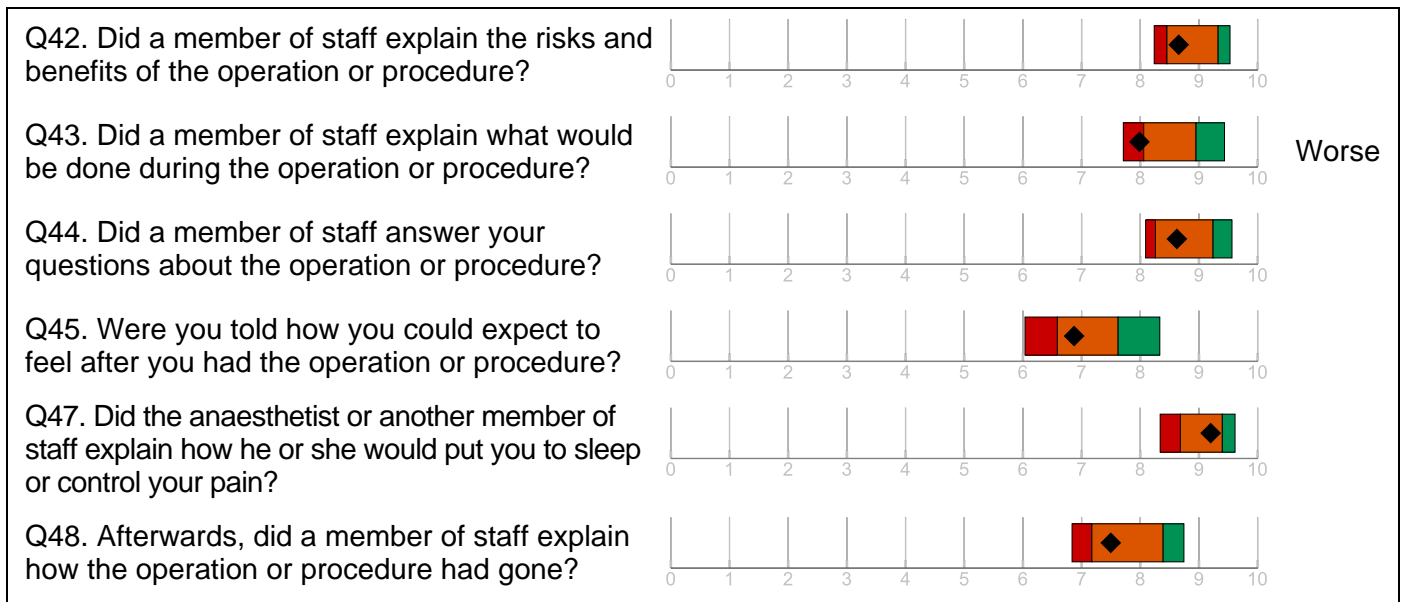 Q42. Did a member of staff explain the risks and
benefits of the operation or procedure?
0 1 2 3 4 5 6 7 8 9 10
Q43. Did a member of staff explain what would
be done during the operation or procedure?
Worse
0 1 2 3 4 5 6 7 8 9 10
Q44. Did a member of staff answer your
questions about the operation or procedure?
0 1 2 3 4 5 6 7 8 9 10
Q45. Were you told how you could expect to
feel after you had the operation or procedure?
0 1 2 3 4 5 6 7 8 9 10
Q47. Did the anaesthetist or another member of
staff explain how he or she would put you to sleep
or control your pain?
0 1 2 3 4 5 6 7 8 9 10
Q48. Afterwards, did a member of staff explain
how the operation or procedure had gone?
0 1 2 3 4 5 6 7 8 9 10